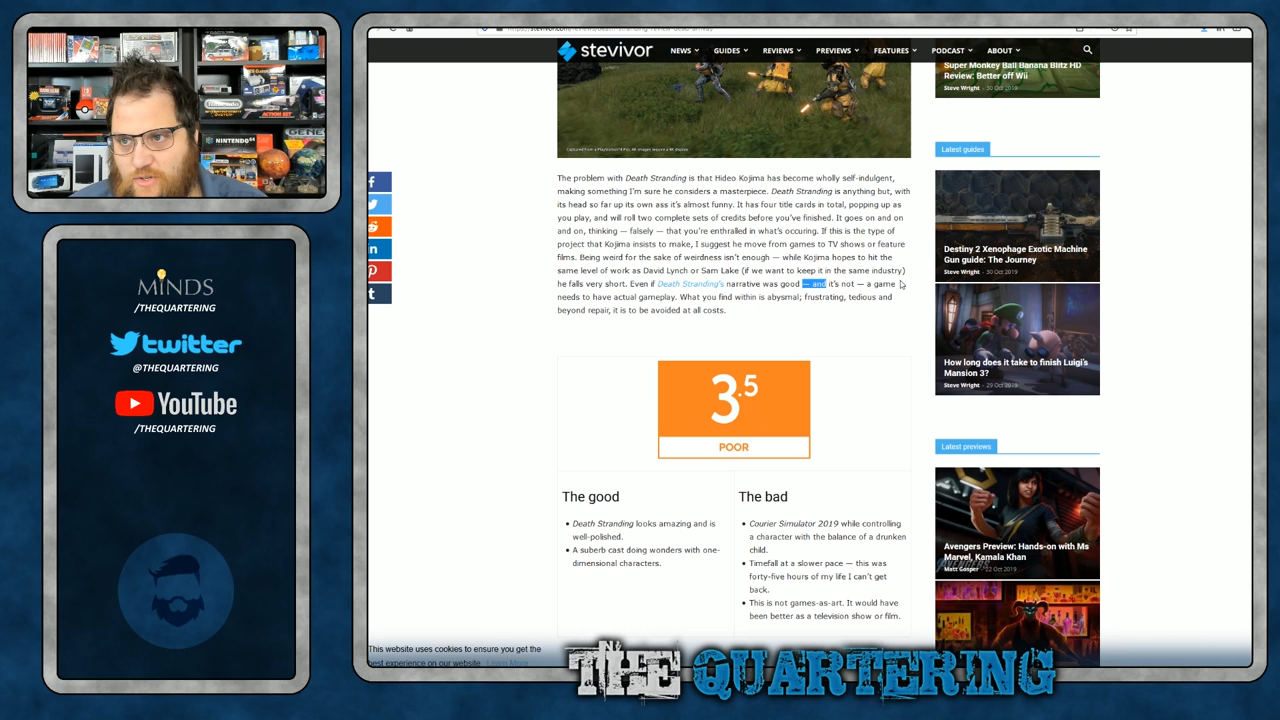 stevivor
NEWS
GUIDES
REVIEWS
PREVIEWS
FEATURES
PODCAST
ABOUT
Super Monkey Ball Banana Blitz HD
Review: Better off Wii
Steve Wright - 30 Oct 2019
The problem with Death Stranding is that Hideo Kojima has become wholly self-indulgent,
making something I'm sure he considers a masterpiece. Death Stranding is anything but, with
its head so far up its own ass it's almost funny. It has four title cards in total, popping up as
you play, and will roll two complete sets of credits before you've finished. It goes on and on
and on, thinking — falsely — that you're enthralled in what's occuring. If this is the type of
project that Kojima insists to make, I suggest he move from games to TV shows or feature
films. Being weird for the sake of weirdness isn't enough — while Kojima hopes to hit the
same level of work as David Lynch or Sam Lake (if we want to keep it in the same industry)
he falls very short. Even if Death Stranding's narrative was good — and it's not — a game
needs to have actual gameplay. What you find within is abysmal; frustrating, tedious and
beyond repair, it is to be avoided at all costs.
3.5
POOR
The good
Death Stranding looks amazing and is
well-polished.
A suberb cast doing wonders with one-
dimensional characters.
The bad
Courier Simulator 2019 while controlling
a character with the balance of a drunken
child.
Timefall at a slower pace — this was
forty-five hours of my life I can't get
back.
This is not games-as-art. It would have
been better as a television show or film.
Latest guides
Destiny 2 Xenophage Exotic Machine
Gun guide: The Journey
Steve Wright - 30 Oct 2019
How long does it take to finish Luigi's
Mansion 3?
Steve Wright - 29 Oct 2019
Latest previews
Avengers Preview: Hands-on with Ms
Marvel, Kamala Khan
Matt Gosper - 22 Oct 2019
This website uses cookies to ensure you get the
best experience on our website. Learn More
MINDS
/THEQUARTERING
twitter
@THEQUARTERING
YouTube
/THEQUARTERING
NINTENDO 64
THE QUARTERING